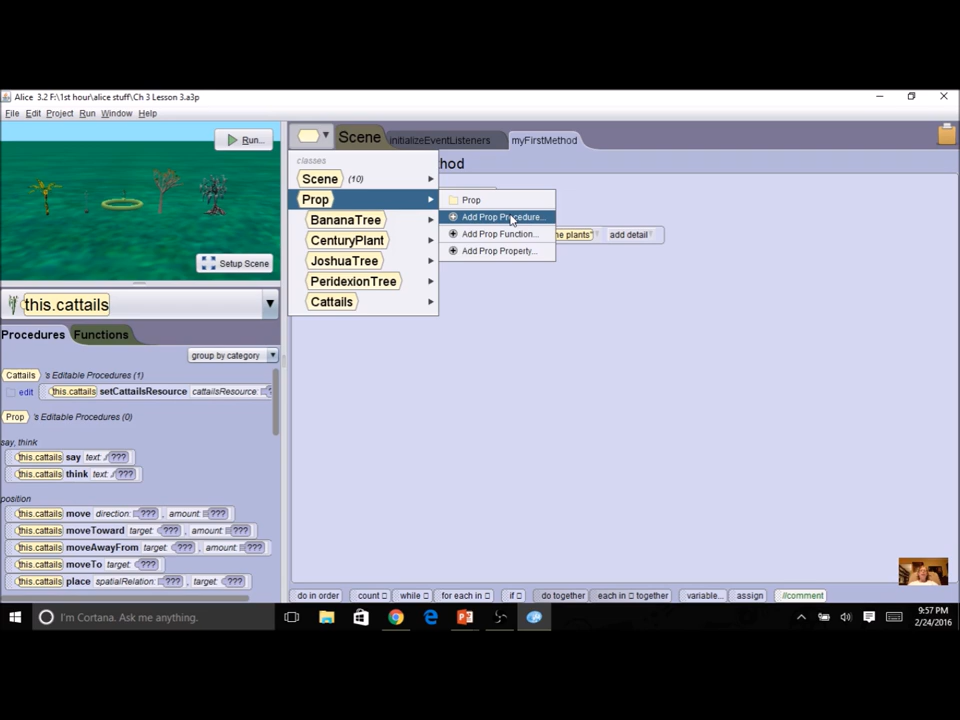 Alice 3.2 F:\1st hour\alice stuff\Ch 3 Lesson 3.a3p
File Edit Project Run Window Help
Run...
Setup Scene
Scene initializeEventListeners myFirstMethod
hod
classes
Scene (10)
Prop
BananaTree
CenturyPlant
JoshuaTree
PeridexionTree
Cattails
Prop
Add Prop Procedure...
Add Prop Function...
Add Prop Property...
e plants" add detail
this.cattails
Procedures Functions
group by category
Cattails 's Editable Procedures (1)
edit this.cattails setCattailsResource cattailsResource:
Prop 's Editable Procedures (0)
say, think
this.cattails say text: ???
this.cattails think text: ???
position
this.cattails move direction: ??? , amount: ???
this.cattails moveToward target: ??? , amount: ???
this.cattails moveAwayFrom target: ??? , amount: ???
this.cattails moveTo target: ???
this.cattails place spatialRelation: ??? , target: ???
do in order count while for each in if do together each in together variable... assign //comment
I'm Cortana. Ask me anything.
9:57 PM
2/24/2016